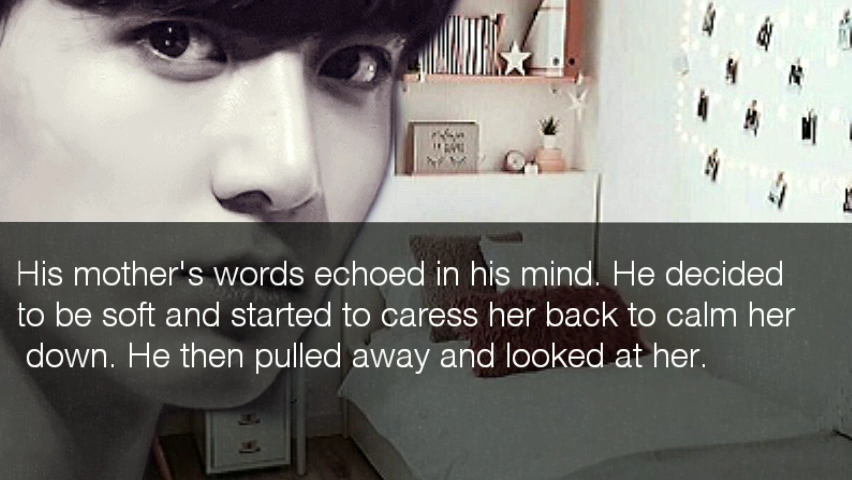 His mother's words echoed in his mind. He decided
to be soft and started to caress her back to calm her
down. He then pulled away and looked at her.